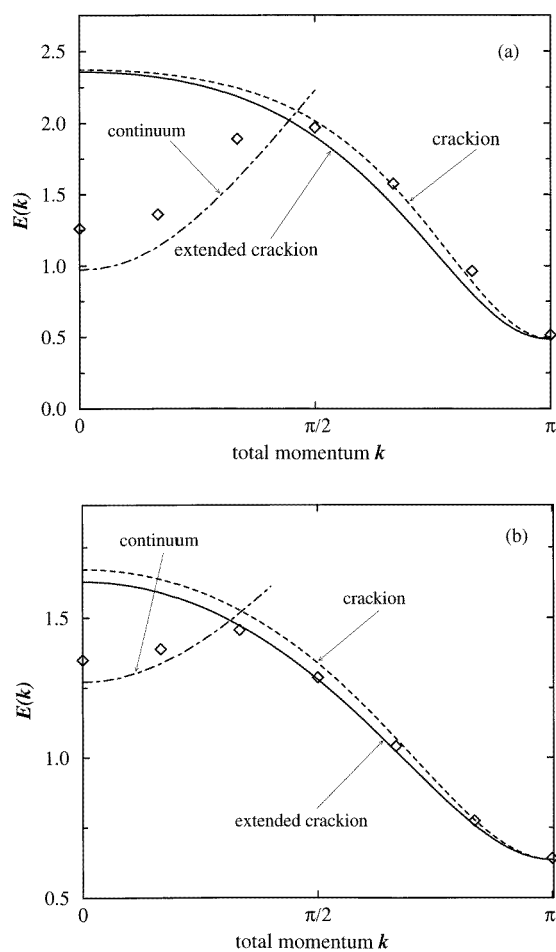 (a)
2.5
2.0
1.5
1.0
0.5
0.0
E(k)
continuum
crackion
extended crackion
0
π/2
π
total momentum k
(b)
continuum
1.5
1.0
0.5
E(k)
crackion
extended crackion
0
π/2
π
total momentum k